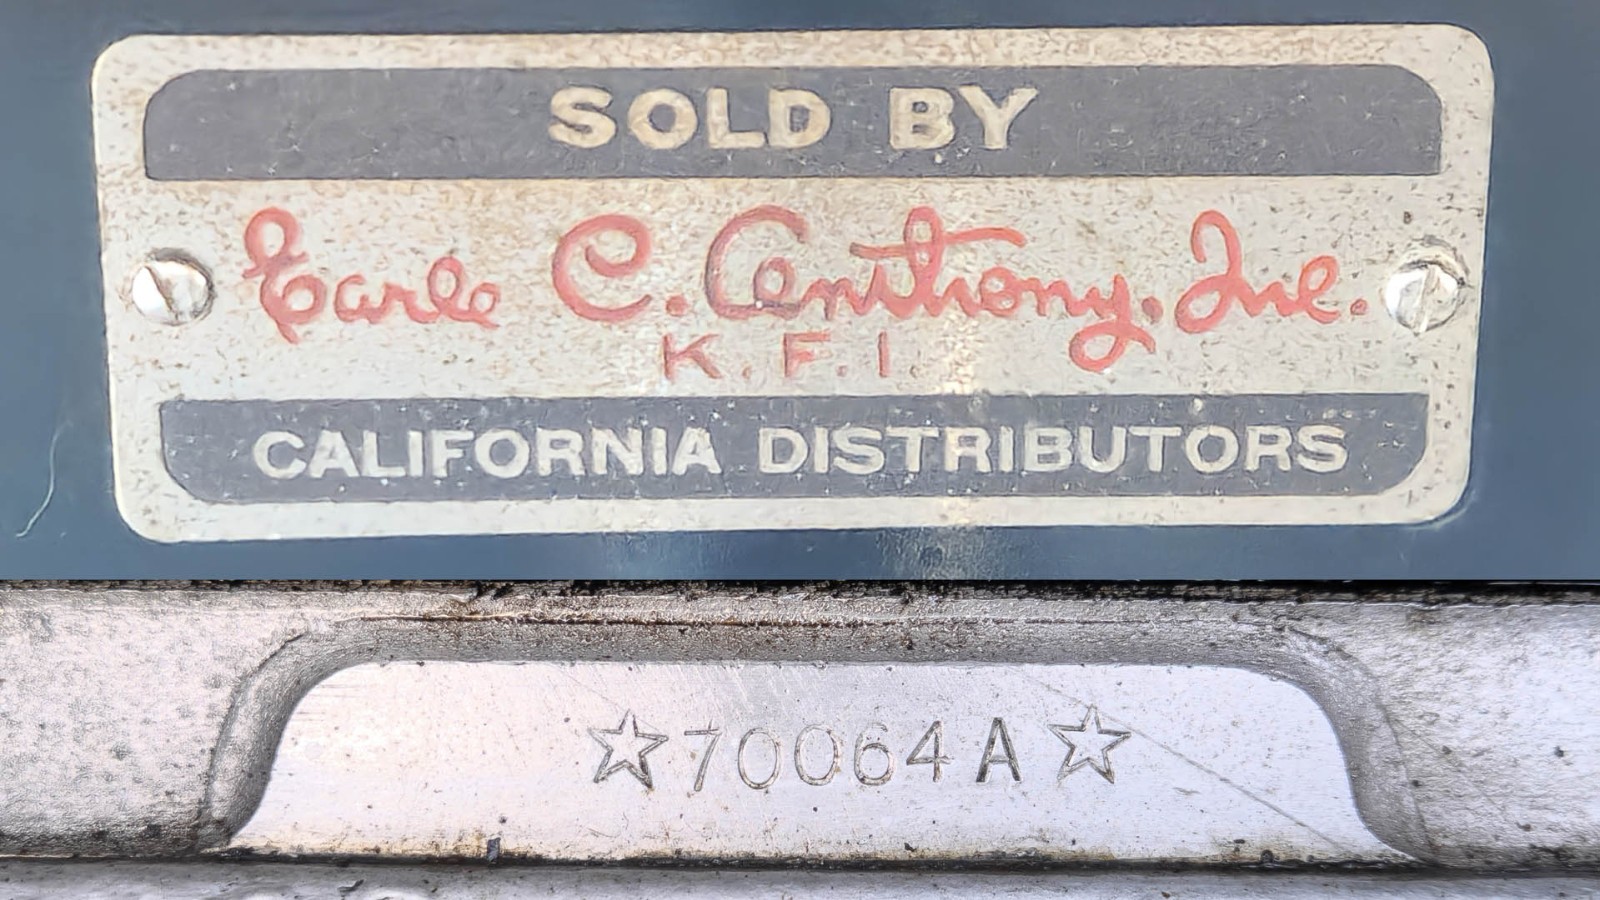 SOLD BY
Earle C. Anthony, Inc.
K.F.I.
CALIFORNIA DISTRIBUTORS
☆70064A☆